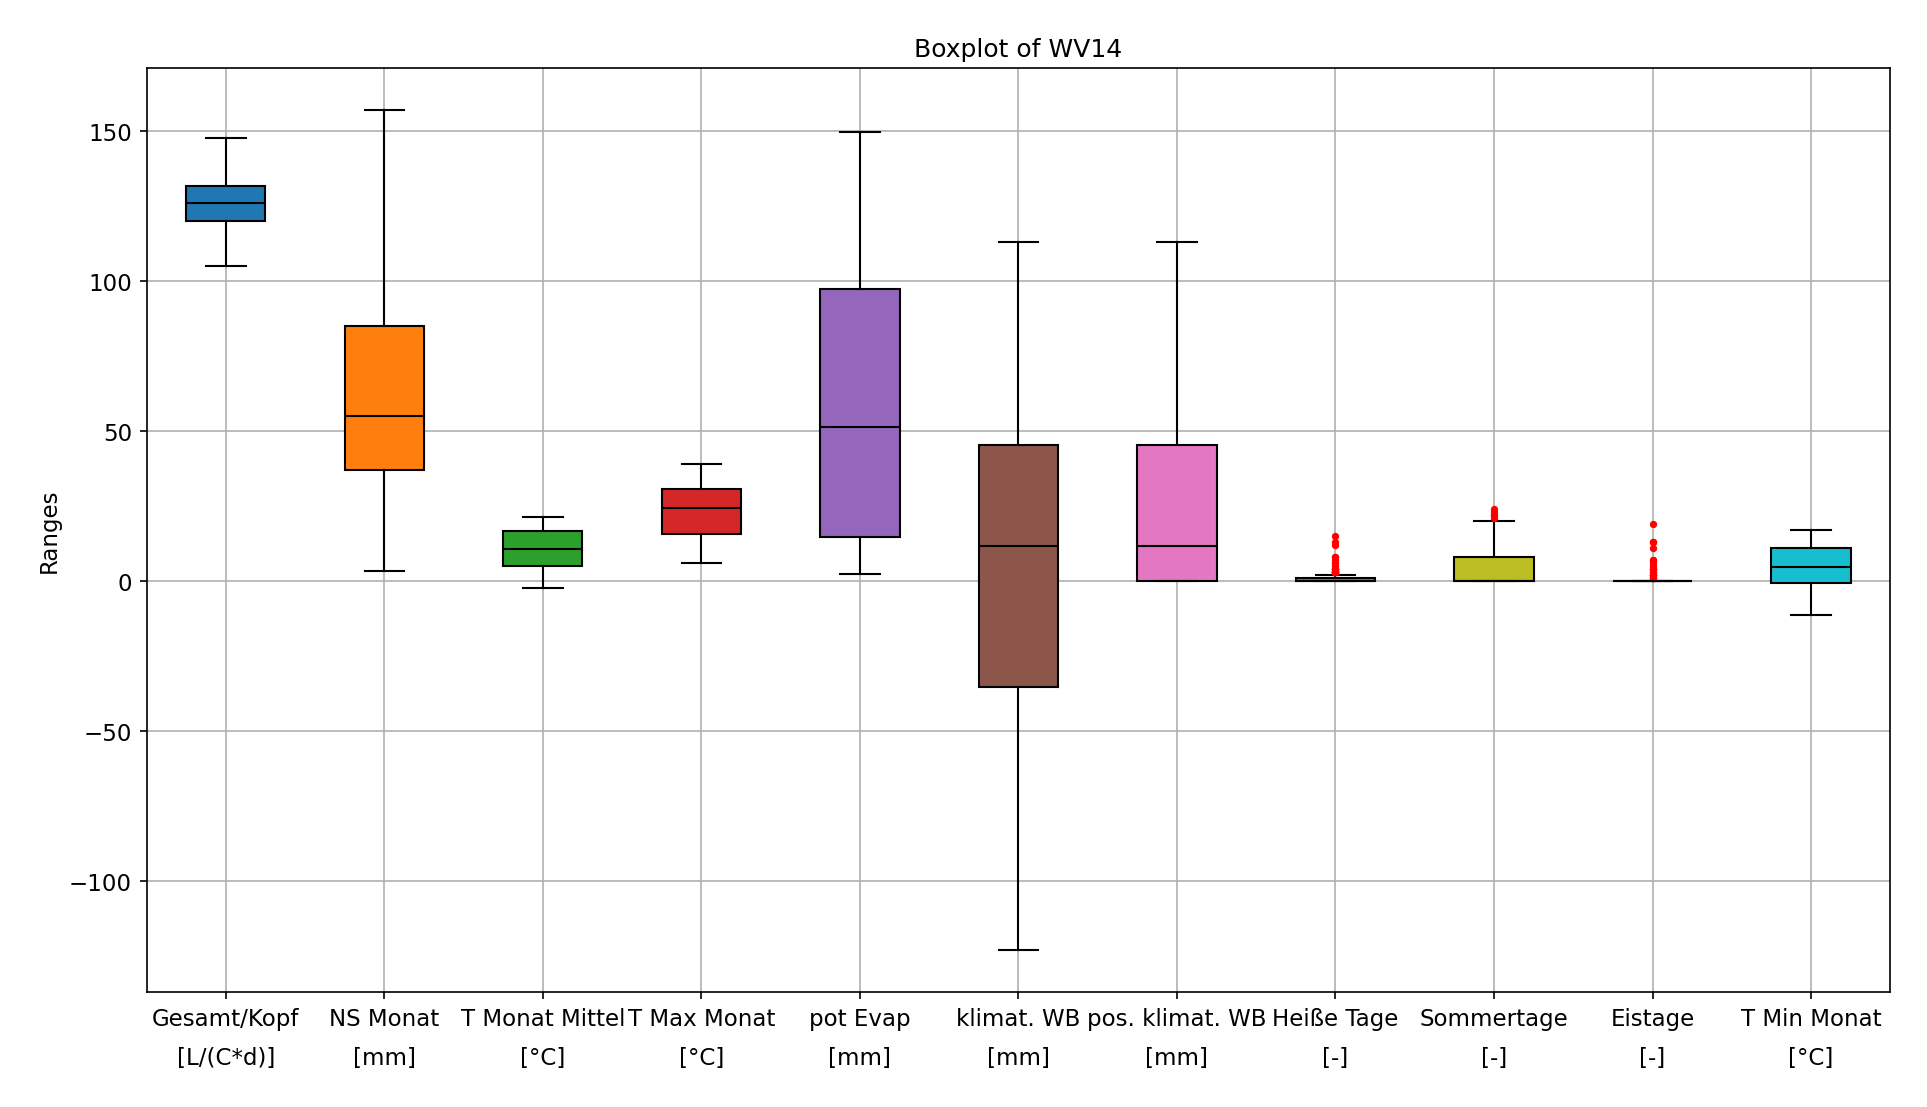 Boxplot of WV14
150
100
50
0
−50
−100
Ranges
Gesamt/Kopf NS Monat T Monat Mittel T Max Monat pot Evap klimat. WB pos. klimat. WB Heiße Tage Sommertage Eistage T Min Monat
[L/(C*d)] [mm] [°C] [°C] [mm] [mm] [mm] [-] [-] [-] [°C]